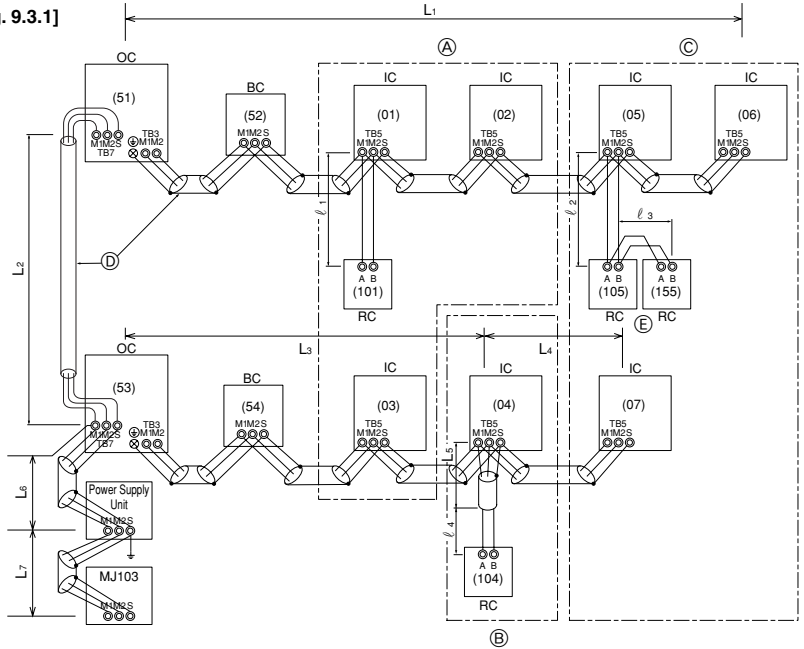 g. 9.3.1]
L1
A
C
OC
(51)
M1M2S
TB7
TB3
M1M2
BC
(52)
M1M2S
IC
(01)
TB5
M1M2S
IC
(02)
TB5
M1M2S
IC
(05)
TB5
M1M2S
IC
(06)
TB5
M1M2S
L2
D
ℓ1
A B
(101)
RC
ℓ2
ℓ3
A B
(105)
RC
E
A B
(155)
RC
L3
L4
OC
(53)
M1M2S
TB7
TB3
M1M2
BC
(54)
M1M2S
IC
(03)
TB5
M1M2S
IC
(04)
TB5
M1M2S
IC
(07)
TB5
M1M2S
L5
ℓ4
A B
(104)
RC
B
L6
Power Supply
Unit
M1M2S
L7
MJ103
M1M2S